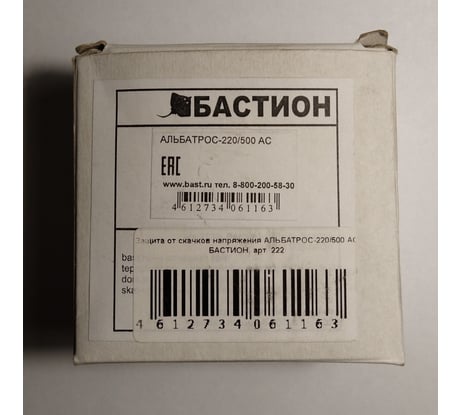 БАСТИОН
АЛЬБАТРОС-220/500 АС
EAC
www.bast.ru тел. 8-800-200-58-30
4 612734 061163
Защита от скачков напряжения АЛЬБАТРОС-220/500 АС
БАСТИОН, арт. 222
4 612734 061163